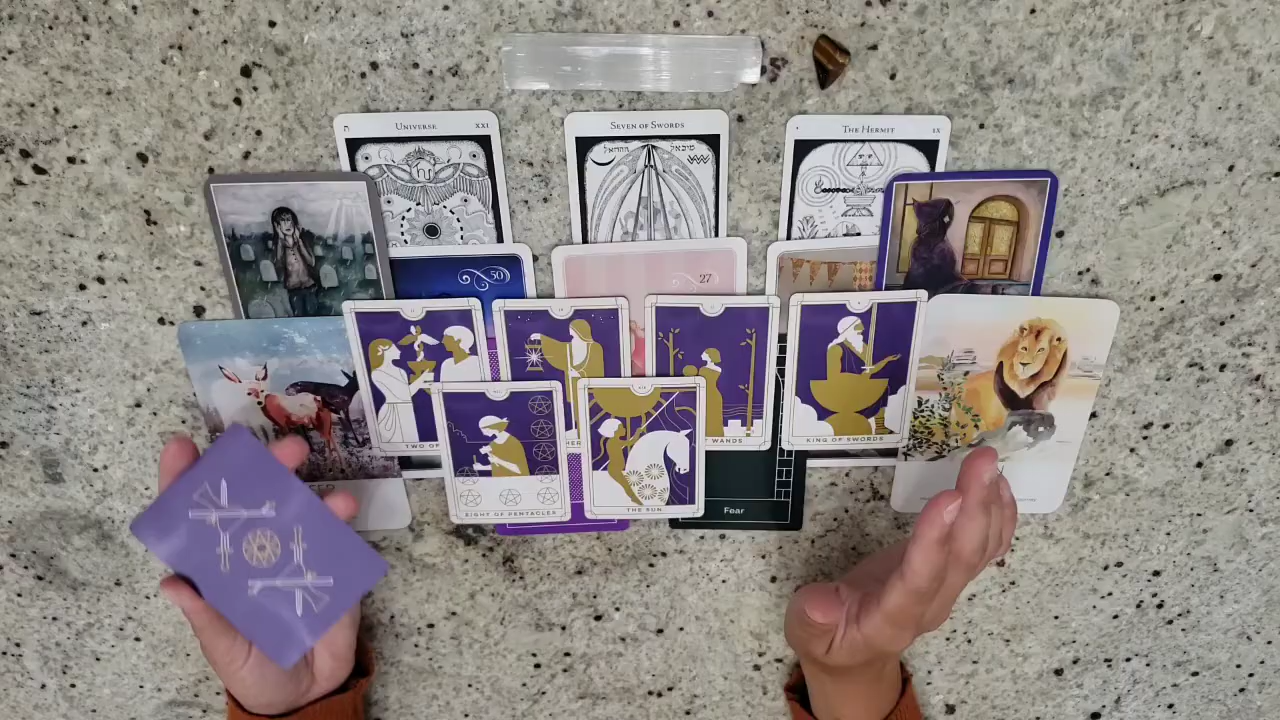 ת UNIVERSE XXI
SEVEN OF SWORDS
THE HERMIT IX
מיכאל
50
27
TWO OF
WANDS
KING OF SWORDS
EIGHT OF PENTACLES
THE SUN
Fear